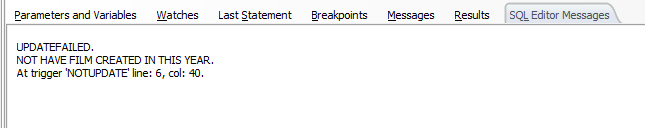 Parameters and Variables Watches Last Statement Breakpoints Messages Results SQL Editor Messages
UPDATEFAILED.
NOT HAVE FILM CREATED IN THIS YEAR.
At trigger 'NOTUPDATE' line: 6, col: 40.